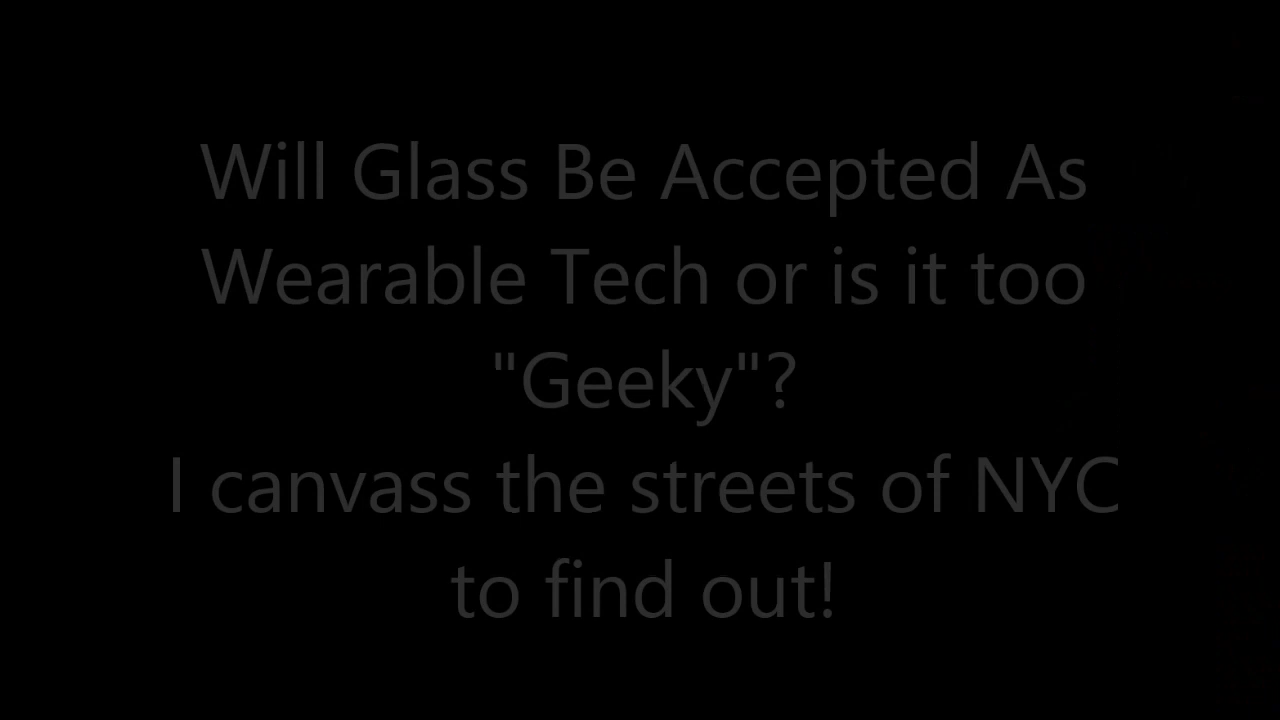 Will Glass Be Accepted As
Wearable Tech or is it too
"Geeky"?
I canvass the streets of NYC
to find out!